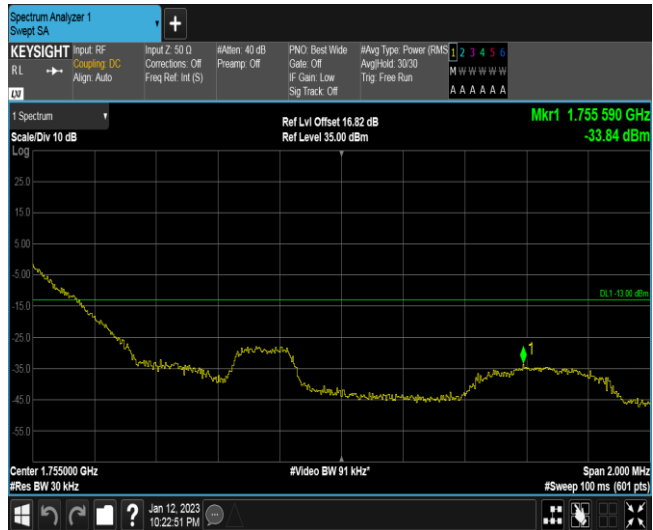 Spectrum Analyzer 1
Swept SA
+
KEYSIGHT Input: RF Input Z: 50 Ω #Atten: 40 dB PNO: Best Wide #Avg Type: Power (RMS 1 2 3 4 5 6
RL Coupling: DC Corrections: Off Preamp: Off Gate: Off Avg|Hold: 30/30 M W W W W W
Align: Auto Freq Ref: Int (S) IF Gain: Low Trig: Free Run
LXI Sig Track: Off A A A A A A
1 Spectrum Ref Lvl Offset 16.82 dB Mkr1 1.755 590 GHz
Scale/Div 10 dB Ref Level 35.00 dBm -33.84 dBm
Log
25.0
15.0
5.00
-5.00
DL1 -13.00 dBm
-15.0
-25.0
1
-35.0
-45.0
-55.0
Center 1.755000 GHz #Video BW 91 kHz* Span 2.000 MHz
#Res BW 30 kHz #Sweep 100 ms (601 pts)
? Jan 12, 2023
10:22:51 PM